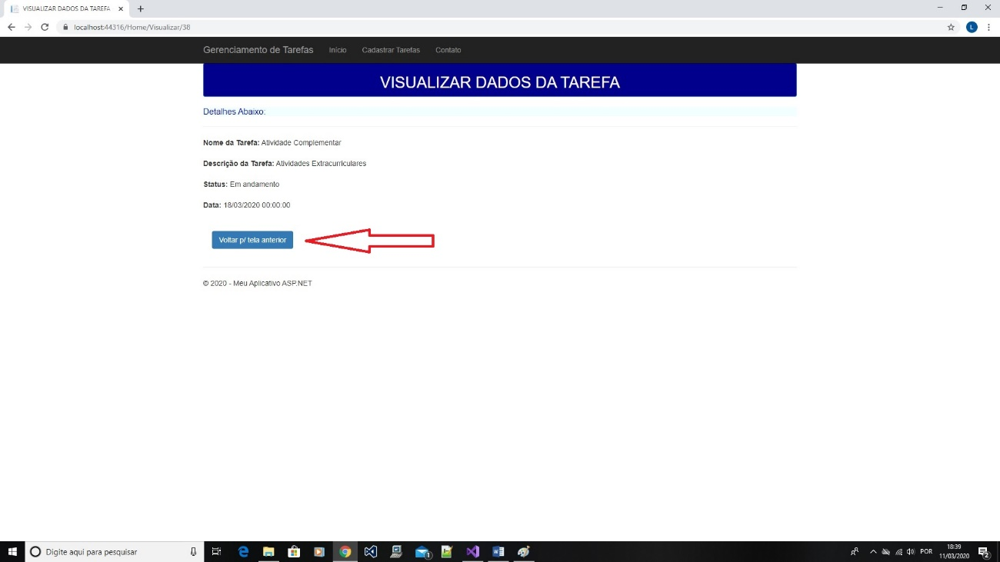 VISUALIZAR DADOS DA TAREFA
localhost:44316/Home/Visualizar/38
L
Gerenciamento de Tarefas Início Cadastrar Tarefas Contato
VISUALIZAR DADOS DA TAREFA
Detalhes Abaixo:
Nome da Tarefa: Atividade Complementar
Descrição da Tarefa: Atividades Extracurriculares
Status: Em andamento
Data: 18/03/2020 00:00:00
Voltar p/ tela anterior
© 2020 - Meu Aplicativo ASP.NET
Digite aqui para pesquisar
1
POR
18:39
11/03/2020
2